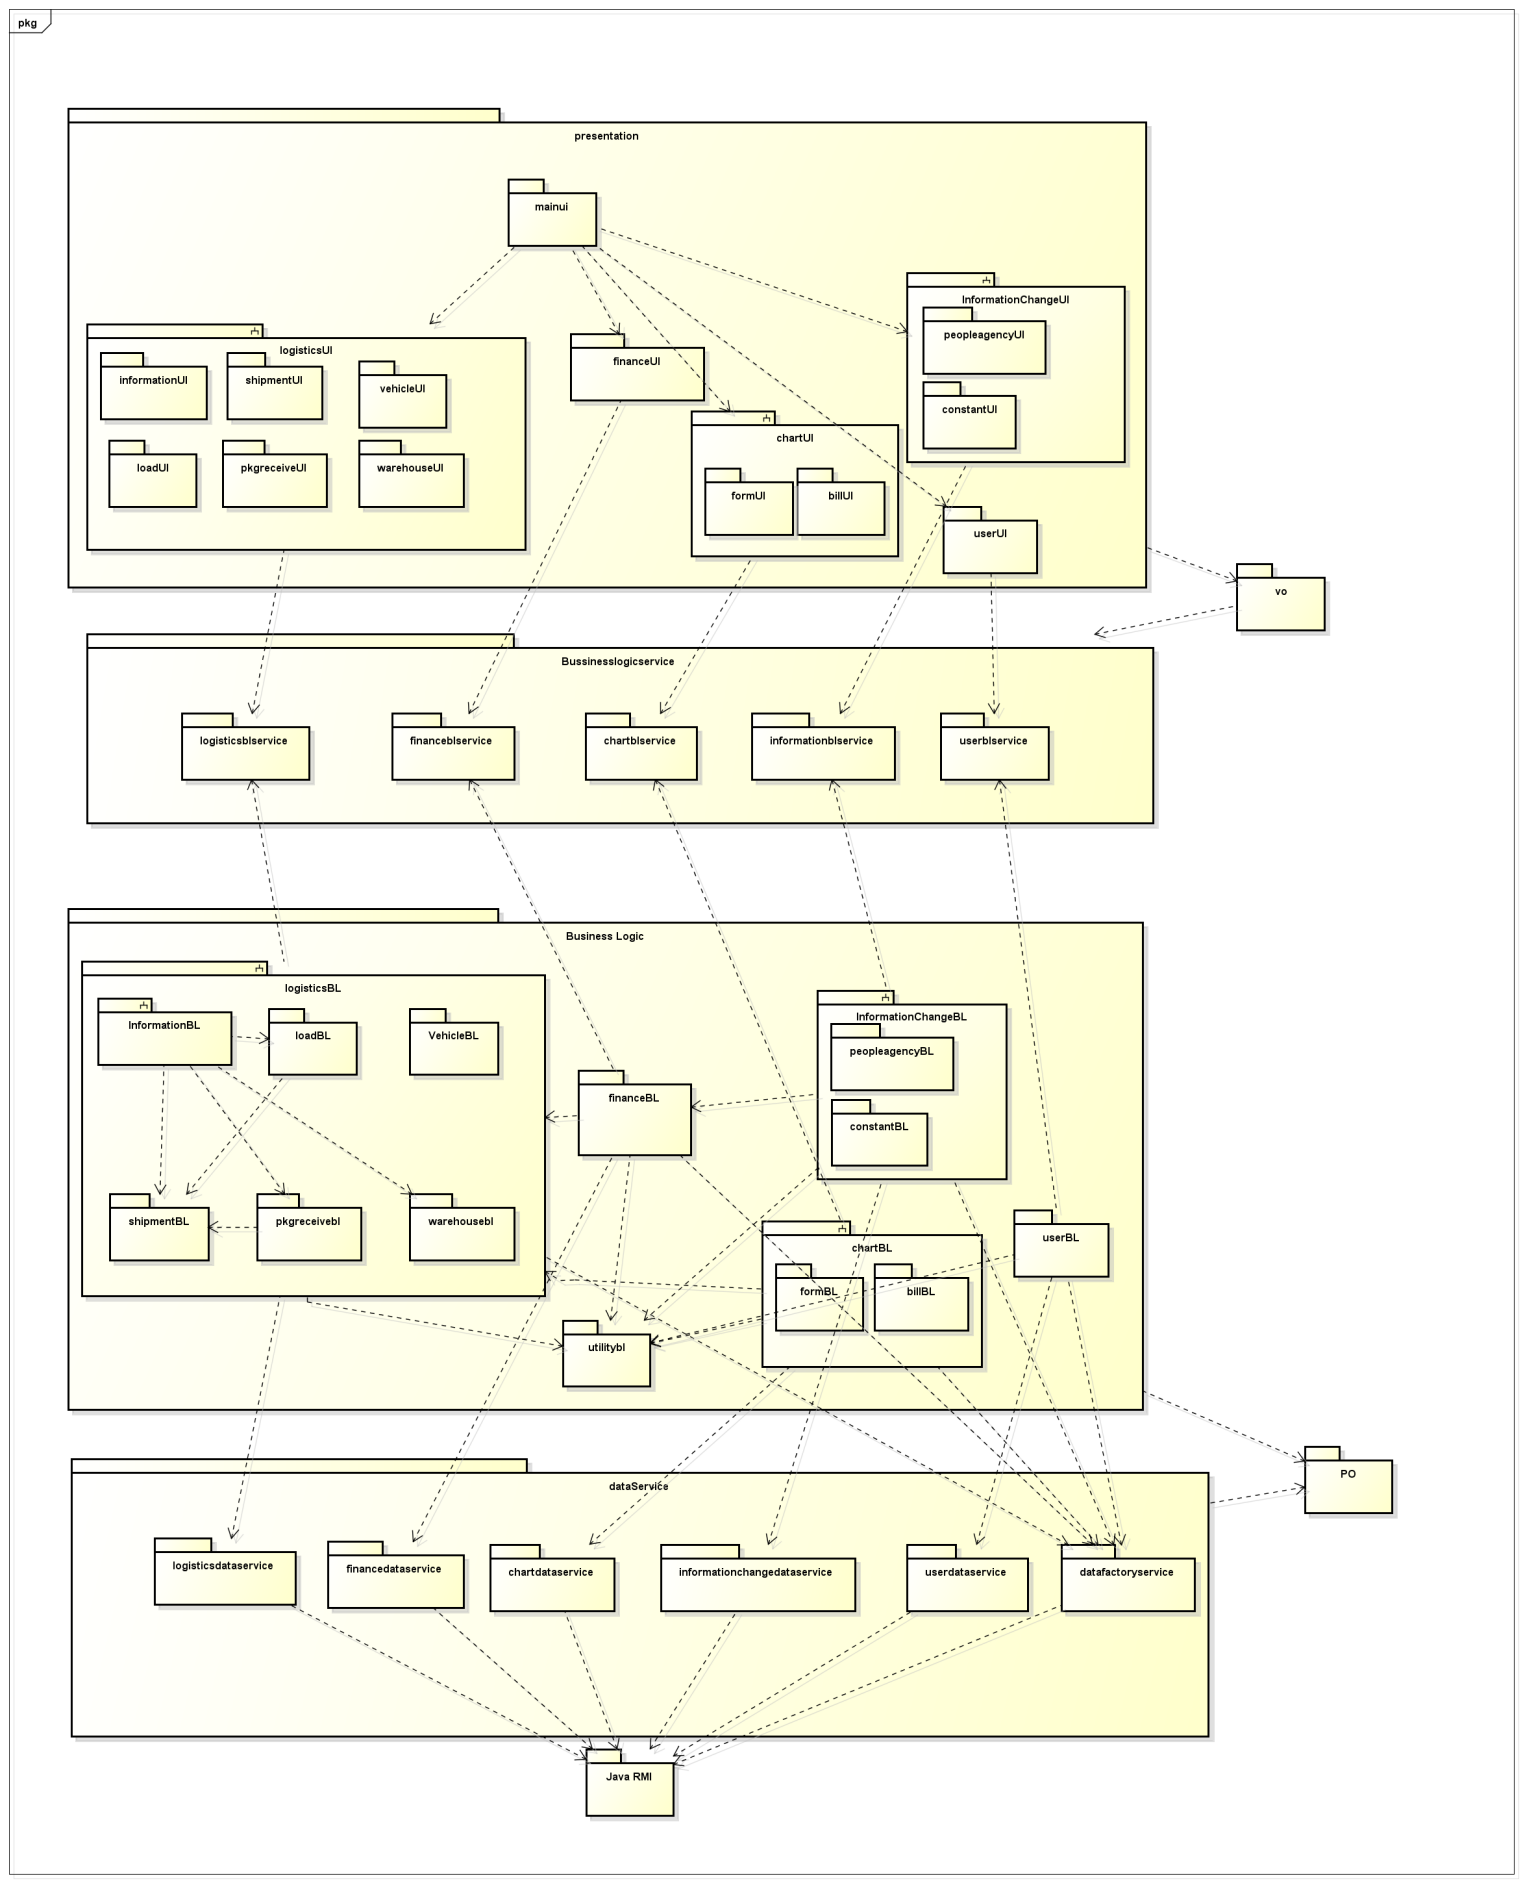 pkg
presentation
mainui
InformationChangeUI
peopleagencyUI
constantUI
logisticsUI
informationUI
shipmentUI
vehicleUI
loadUI
pkgreceiveUI
warehouseUI
financeUI
chartUI
formUI
billUI
userUI
vo
Bussinesslogicservice
logisticsblservice
financeblservice
chartblservice
informationblservice
userblservice
Business Logic
logisticsBL
InformationBL
loadBL
VehicleBL
shipmentBL
pkgreceivebl
warehousebl
financeBL
InformationChangeBL
peopleagencyBL
constantBL
chartBL
formBL
billBL
userBL
utilitybl
PO
dataService
logisticsdataservice
financedataservice
chartdataservice
informationchangedataservice
userdataservice
datafactoryservice
Java RMI